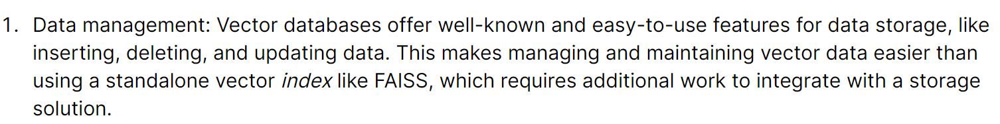 1. Data management: Vector databases offer well-known and easy-to-use features for data storage, like
inserting, deleting, and updating data. This makes managing and maintaining vector data easier than
using a standalone vector index like FAISS, which requires additional work to integrate with a storage
solution.